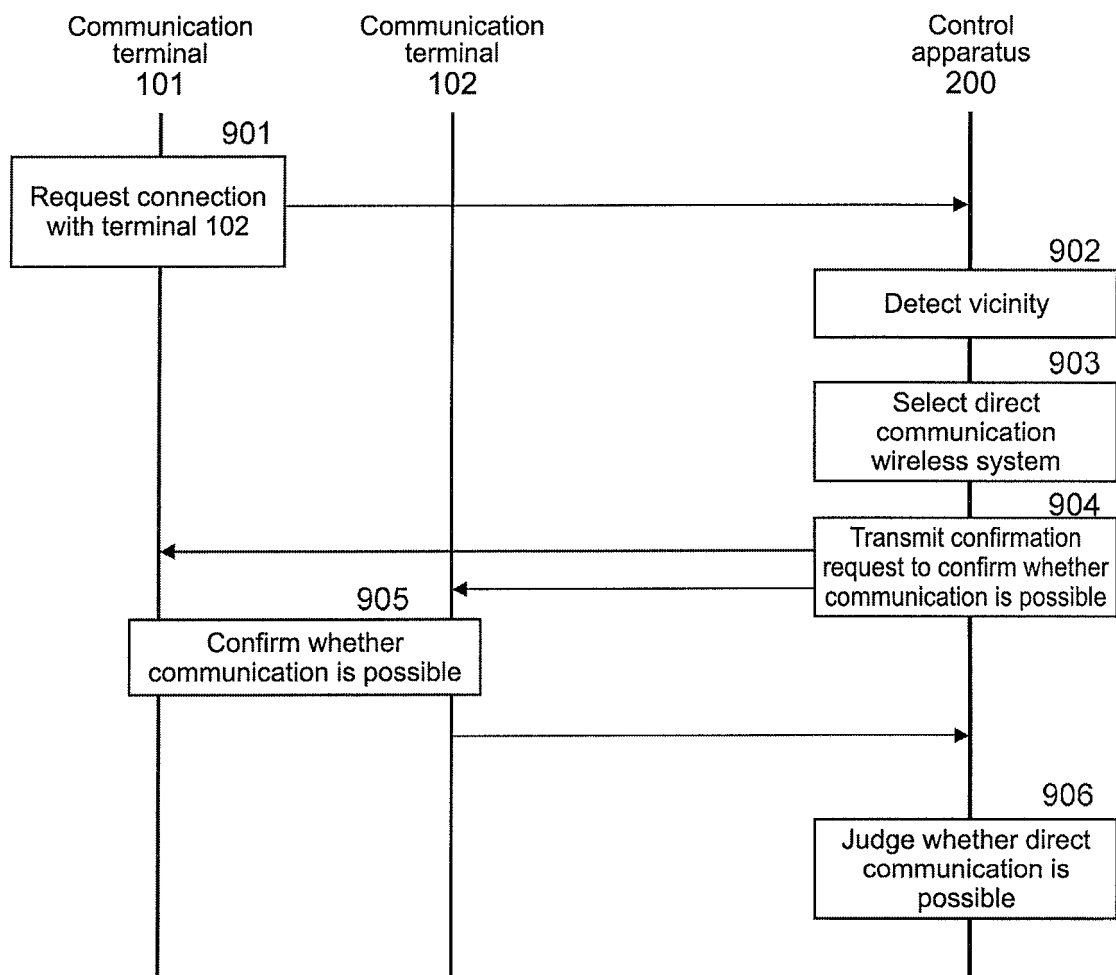 Communication
terminal
101
Communication
terminal
102
Control
apparatus
200
901
Request connection
with terminal 102
902
Detect vicinity
903
Select direct
communication
wireless system
904
Transmit confirmation
request to confirm whether
communication is possible
905
Confirm whether
communication is possible
906
Judge whether direct
communication is
possible